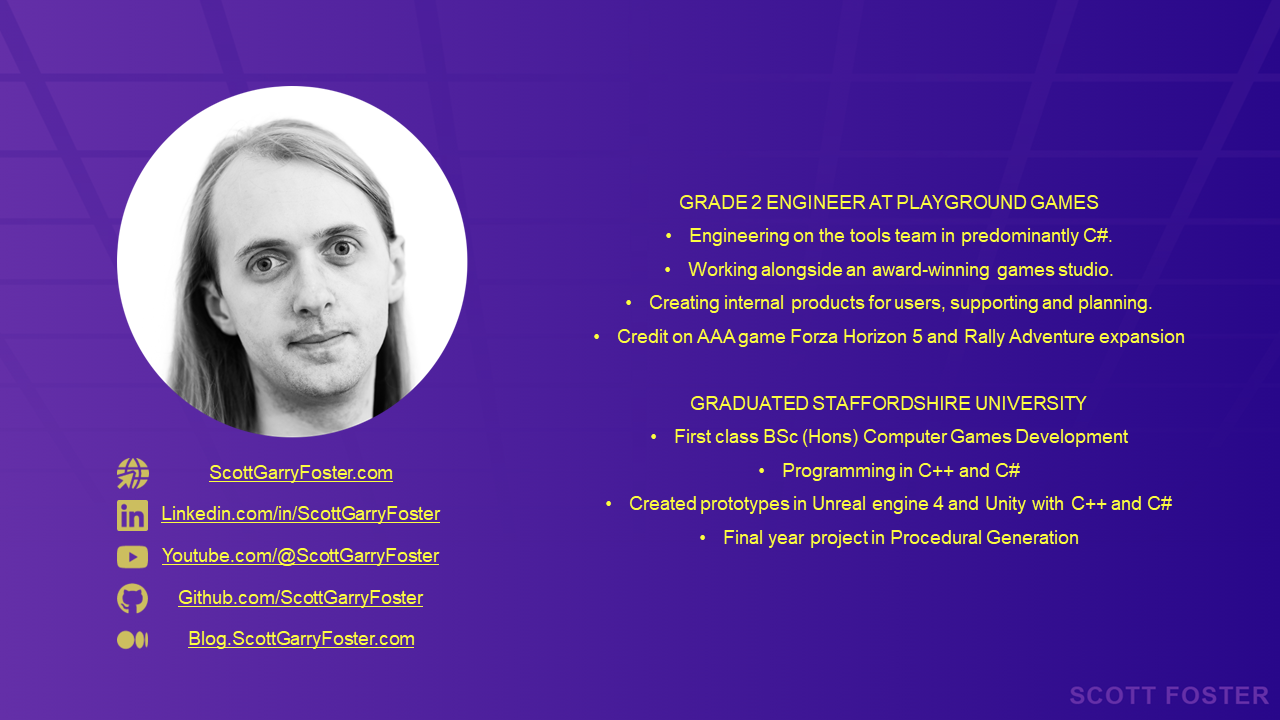 ScottGarryFoster.com
Linkedin.com/in/ScottGarryFoster
Youtube.com/@ScottGarryFoster
Github.com/ScottGarryFoster
Blog.ScottGarryFoster.com
GRADE 2 ENGINEER AT PLAYGROUND GAMES
• Engineering on the tools team in predominantly C#.
• Working alongside an award-winning games studio.
• Creating internal products for users, supporting and planning.
• Credit on AAA game Forza Horizon 5 and Rally Adventure expansion
GRADUATED STAFFORDSHIRE UNIVERSITY
• First class BSc (Hons) Computer Games Development
• Programming in C++ and C#
• Created prototypes in Unreal engine 4 and Unity with C++ and C#
• Final year project in Procedural Generation
SCOTT FOSTER